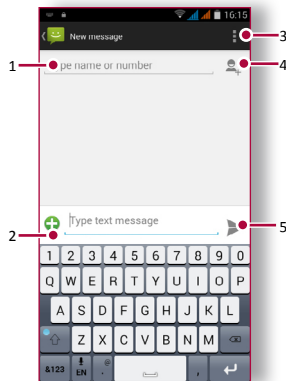 16:15
New message
3
1
pe name or number
4
Type text message
2
5
1 2 3 4 5 6 7 8 9 0
Q W E R T Y U I O P
A S D F G H J K L
Z X C V B N M
&123 EN ,